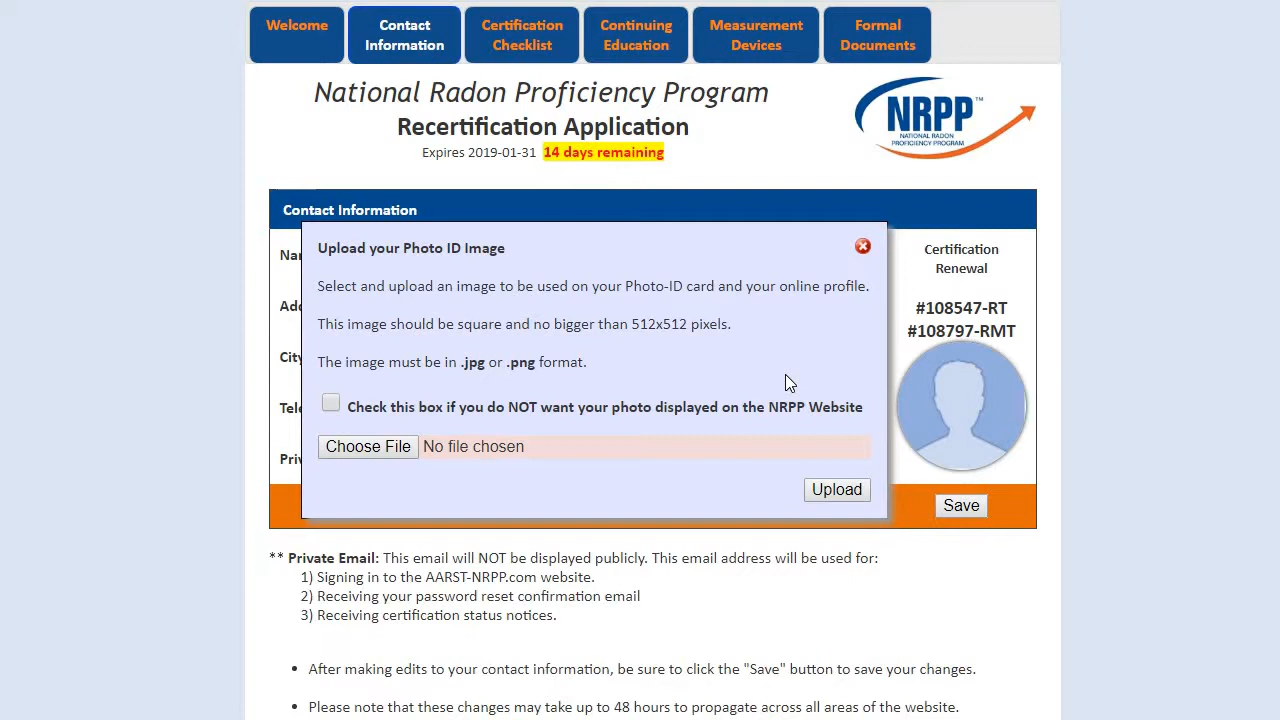 Welcome
Contact
Information
Certification
Checklist
Continuing
Education
Measurement
Devices
Formal
Documents
National Radon Proficiency Program
Recertification Application
Expires 2019-01-31 14 days remaining
NRPP™
NATIONAL RADON
PROFICIENCY PROGRAM
Contact Information
Upload your Photo ID Image
Select and upload an image to be used on your Photo-ID card and your online profile.
This image should be square and no bigger than 512x512 pixels.
The image must be in .jpg or .png format.
Check this box if you do NOT want your photo displayed on the NRPP Website
Choose File No file chosen
Upload
Nar
Add
City
Tele
Priv
Certification
Renewal
#108547-RT
#108797-RMT
Save
** Private Email: This email will NOT be displayed publicly. This email address will be used for:
1) Signing in to the AARST-NRPP.com website.
2) Receiving your password reset confirmation email
3) Receiving certification status notices.
• After making edits to your contact information, be sure to click the "Save" button to save your changes.
• Please note that these changes may take up to 48 hours to propagate across all areas of the website.